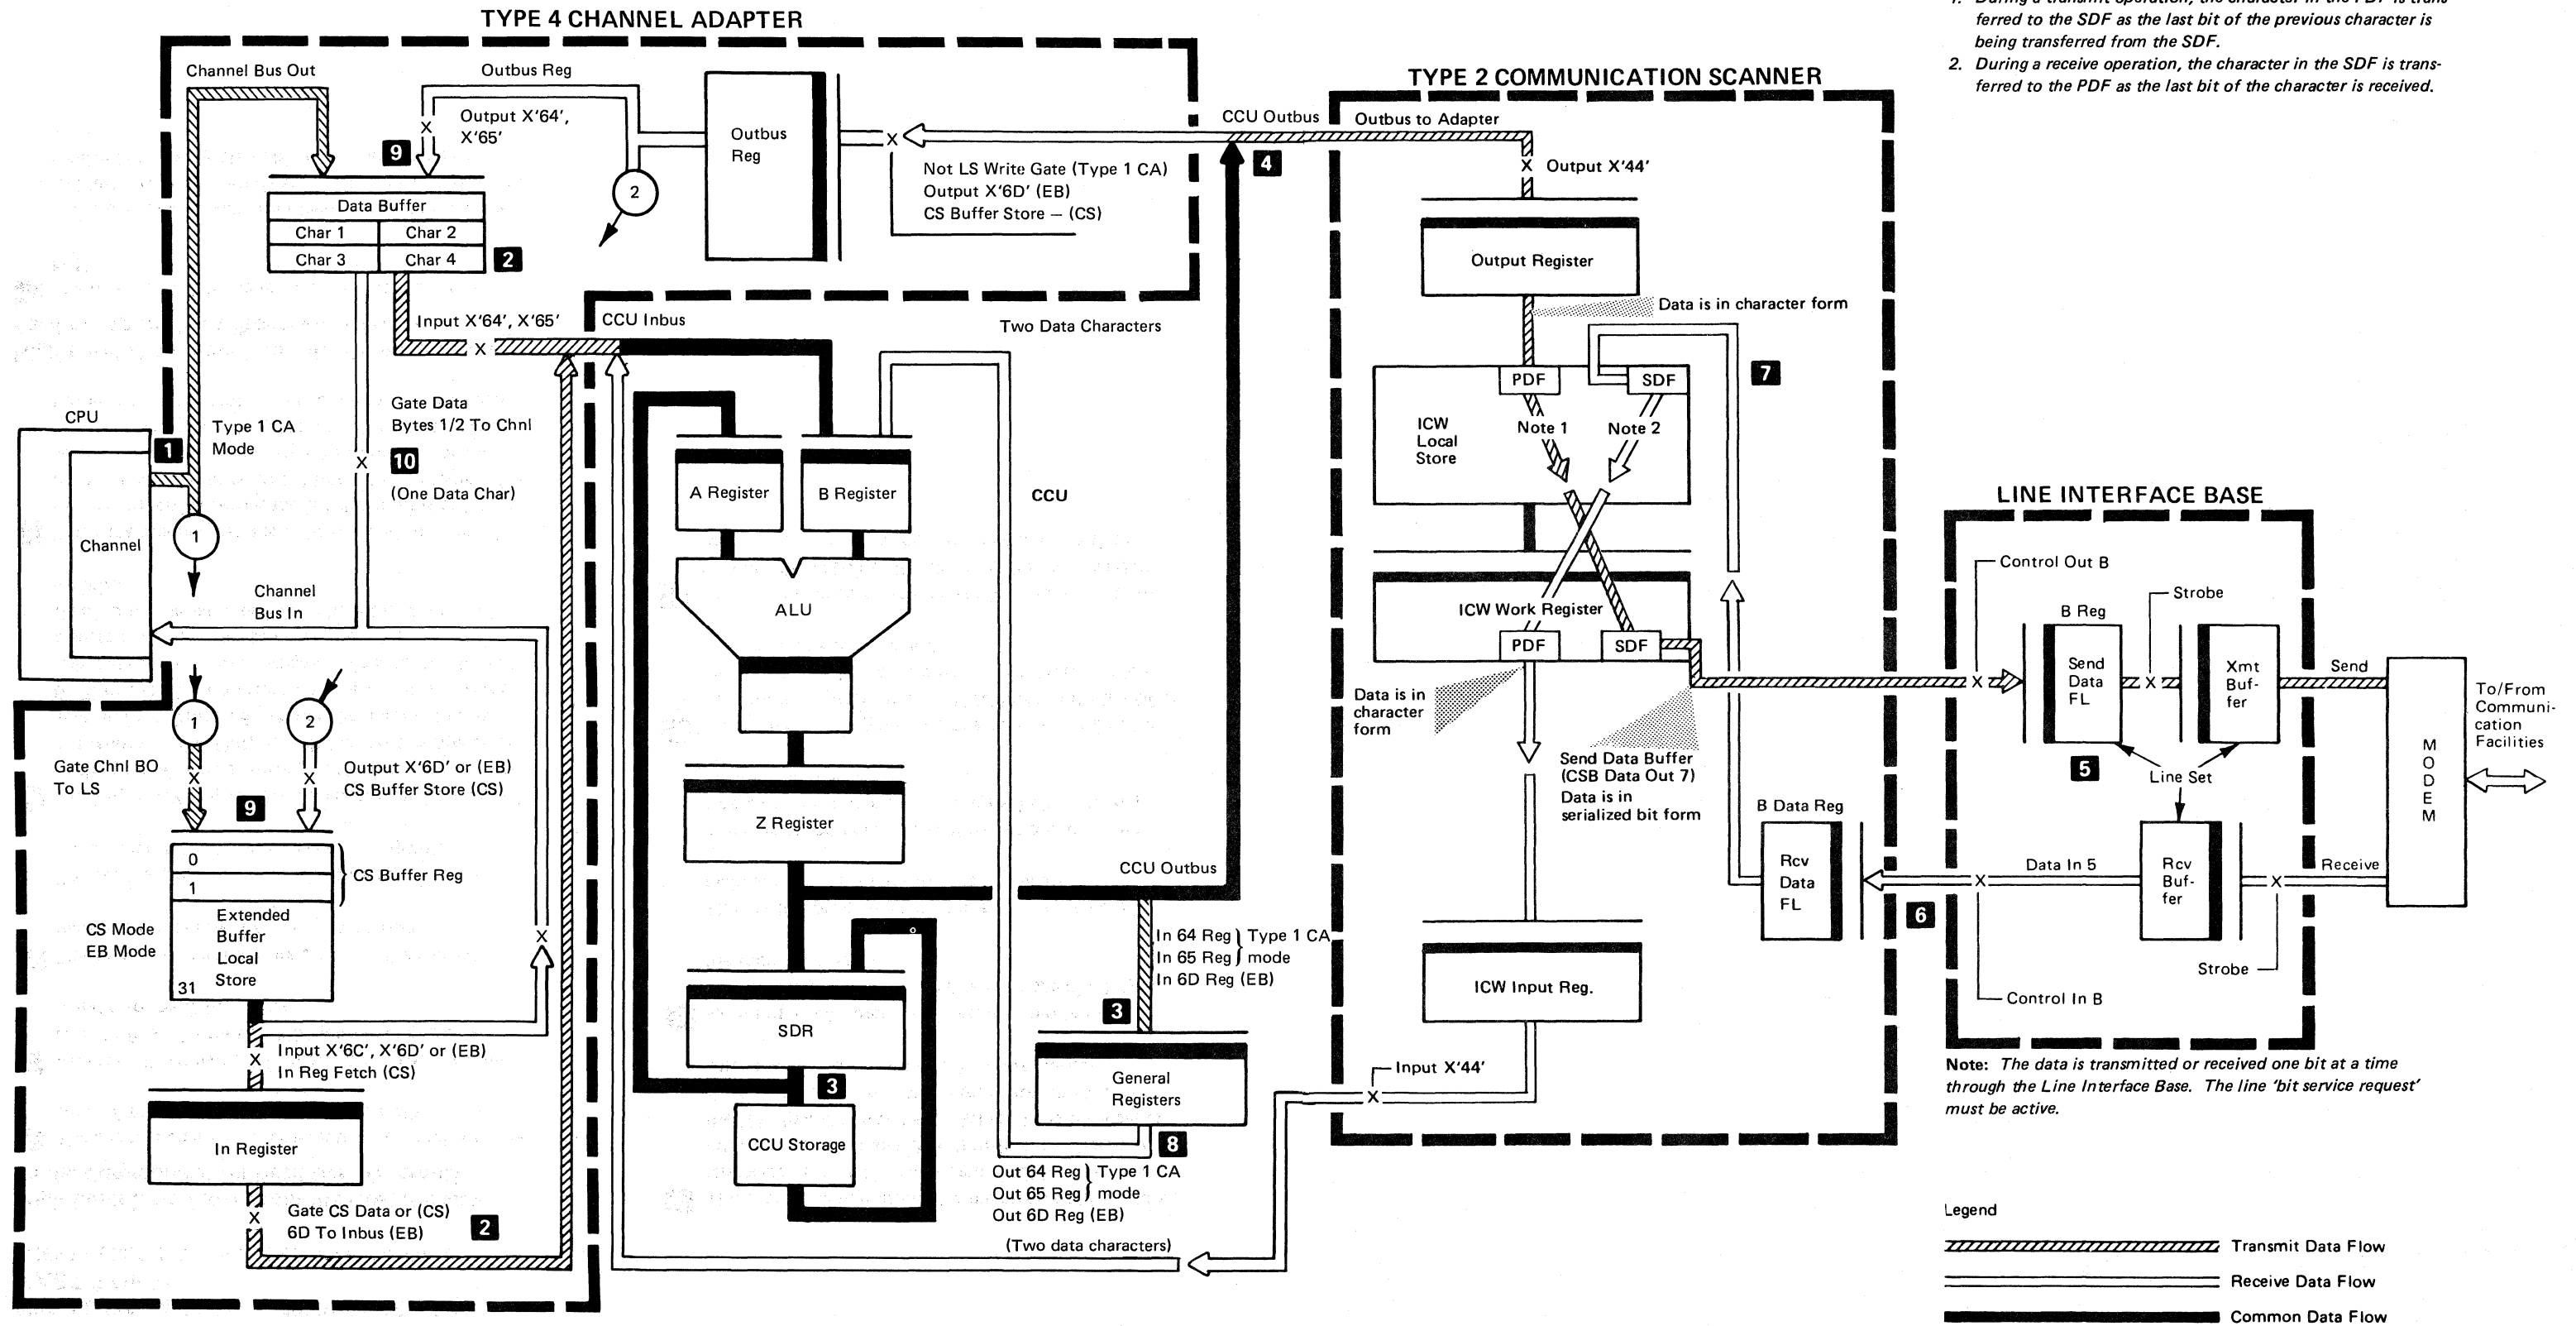 TYPE 4 CHANNEL ADAPTER
ferred to the SDF as the last bit of the previous character is
being transferred from the SDF.
2. During a receive operation, the character in the SDF is trans-
ferred to the PDF as the last bit of the character is received.
Channel Bus Out
Outbus Reg
Output X'64',
X'65'
9
Outbus
Reg
2
Data Buffer
Char 1
Char 2
Char 3
Char 4
2
Not LS Write Gate (Type 1 CA)
Output X'6D' (EB)
CS Buffer Store – (CS)
CCU Outbus
4
TYPE 2 COMMUNICATION SCANNER
Outbus to Adapter
Output X'44'
Output Register
Data is in character form
PDF
SDF
7
ICW
Local
Store
Note 1
Note 2
ICW Work Register
PDF
SDF
Data is in
character
form
Send Data Buffer
(CSB Data Out 7)
Data is in
serialized bit form
B Data Reg
Rcv
Data
FL
6
ICW Input Reg.
Input X'44'
Input X'64', X'65'
CCU Inbus
Two Data Characters
CPU
1
Channel
Type 1 CA
Mode
1
Gate Data
Bytes 1/2 To Chnl
10
(One Data Char)
Channel
Bus In
A Register
B Register
CCU
ALU
Z Register
CCU Outbus
SDR
3
CCU Storage
In 64 Reg
In 65 Reg
Type 1 CA
mode
In 6D Reg (EB)
3
General
Registers
8
Out 64 Reg
Out 65 Reg
Type 1 CA
mode
Out 6D Reg (EB)
(Two data characters)
1
2
Gate Chnl BO
To LS
Output X'6D' or (EB)
CS Buffer Store (CS)
9
0
1
CS Buffer Reg
CS Mode
EB Mode
Extended
Buffer
Local
Store
31
Input X'6C', X'6D' or (EB)
In Reg Fetch (CS)
In Register
Gate CS Data or (CS)
6D To Inbus (EB)
2
LINE INTERFACE BASE
Control Out B
B Reg
Strobe
Send
Data
FL
Xmt
Buf-
fer
Send
5
Line Set
Data In 5
Rcv
Buf-
fer
Receive
Strobe
Control In B
MODEM
To/From
Communi-
cation
Facilities
Note: The data is transmitted or received one bit at a time
through the Line Interface Base. The line 'bit service request'
must be active.
Legend
Transmit Data Flow
Receive Data Flow
Common Data Flow